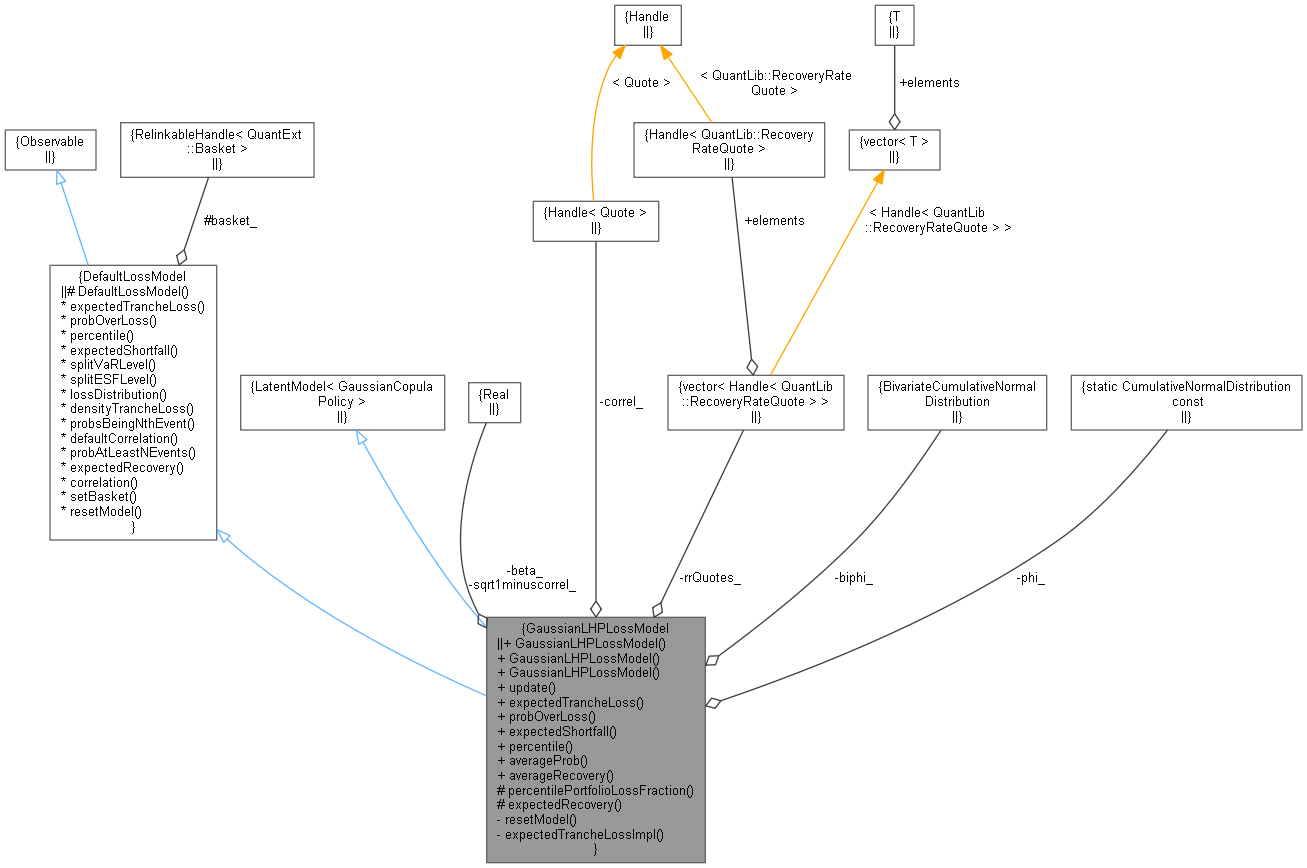 {Handle
||}
{T
||}
< Quote >
< QuantLib::RecoveryRate
Quote >
+elements
{Observable
||}
{RelinkableHandle< QuantExt
::Basket >
||}
{Handle< QuantLib::Recovery
RateQuote >
||}
{vector< T >
||}
#basket_
{Handle< Quote >
||}
+elements
< Handle< QuantLib
::RecoveryRateQuote > >
{DefaultLossModel
||# DefaultLossModel()
* expectedTrancheLoss()
* probOverLoss()
* percentile()
* expectedShortfall()
* splitVaRLevel()
* splitESFLevel()
* lossDistribution()
* densityTrancheLoss()
* probsBeingNthEvent()
* defaultCorrelation()
* probAtLeastNEvents()
* expectedRecovery()
* correlation()
* setBasket()
* resetModel()
}
{LatentModel< GaussianCopula
Policy >
||}
{Real
||}
-correl_
{vector< Handle< QuantLib
::RecoveryRateQuote > >
||}
{BivariateCumulativeNormal
Distribution
||}
{static CumulativeNormalDistribution
const
||}
-beta_
-sqrt1minuscorrel_
-rrQuotes_
-biphi_
-phi_
{GaussianLHPLossModel
||+ GaussianLHPLossModel()
+ GaussianLHPLossModel()
+ GaussianLHPLossModel()
+ update()
+ expectedTrancheLoss()
+ probOverLoss()
+ expectedShortfall()
+ percentile()
+ averageProb()
+ averageRecovery()
# percentilePortfolioLossFraction()
# expectedRecovery()
- resetModel()
- expectedTrancheLossImpl()
}